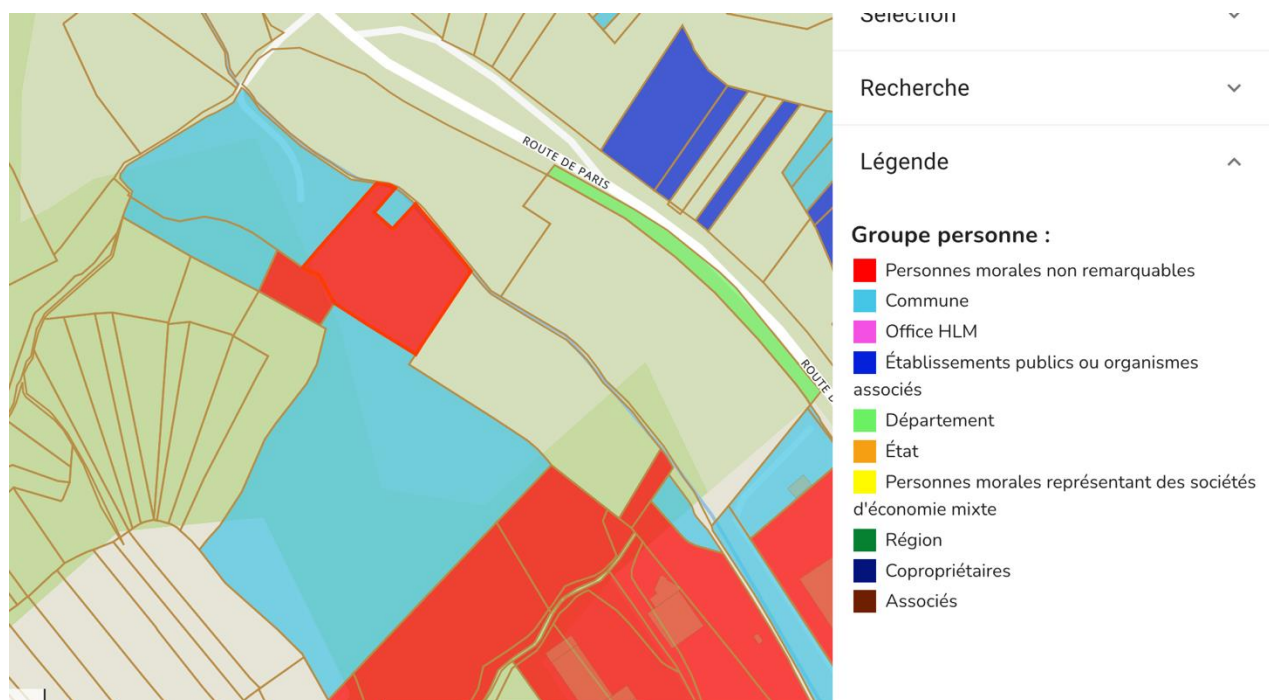 Sélection
Recherche
Légende
Groupe personne :
Personnes morales non remarquables
Commune
Office HLM
Établissements publics ou organismes
associés
Département
État
Personnes morales représentant des sociétés
d'économie mixte
Région
Copropriétaires
Associés
ROUTE DE PARIS
ROUTE D